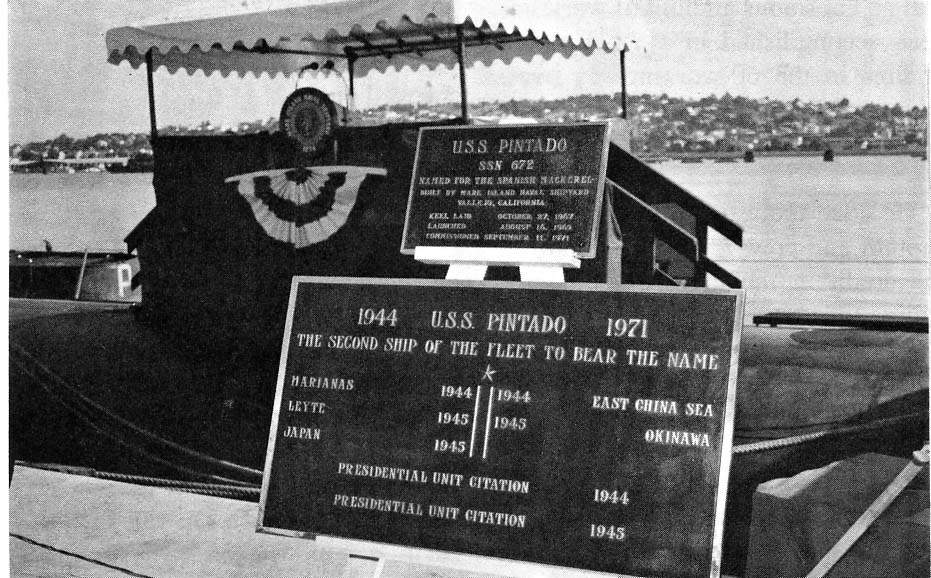 U.S.S. PINTADO
SSN 672
NAMED FOR THE SPANISH MACKEREL
BUILT BY MARE ISLAND NAVAL SHIPYARD
VALLEJO, CALIFORNIA
KEEL LAID OCTOBER 27, 1967
LAUNCHED AUGUST 16, 1969
COMMISSIONED SEPTEMBER 11, 1971
P
1944 U.S.S. PINTADO 1971
THE SECOND SHIP OF THE FLEET TO BEAR THE NAME
MARIANAS 1944 1944 EAST CHINA SEA
LEYTE 1945 1945 OKINAWA
JAPAN 1945
PRESIDENTIAL UNIT CITATION 1944
PRESIDENTIAL UNIT CITATION 1945